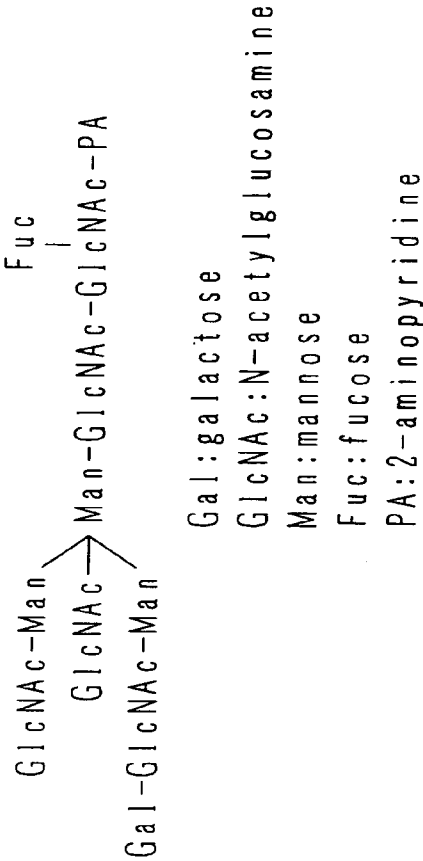 Fuc
GlcNAc-Man
GlcNAc
Man-GlcNAc-GlcNAc-PA
Gal-GlcNAc-Man
Gal:galactose
GlcNAc:N-acetylglucosamine
Man:mannose
Fuc:fucose
PA:2-aminopyridine